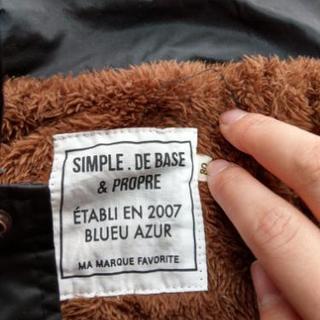 SIMPLE . DE BASE
& PROPRE
ÉTABLI EN 2007
BLUEU AZUR
MA MARQUE FAVORITE